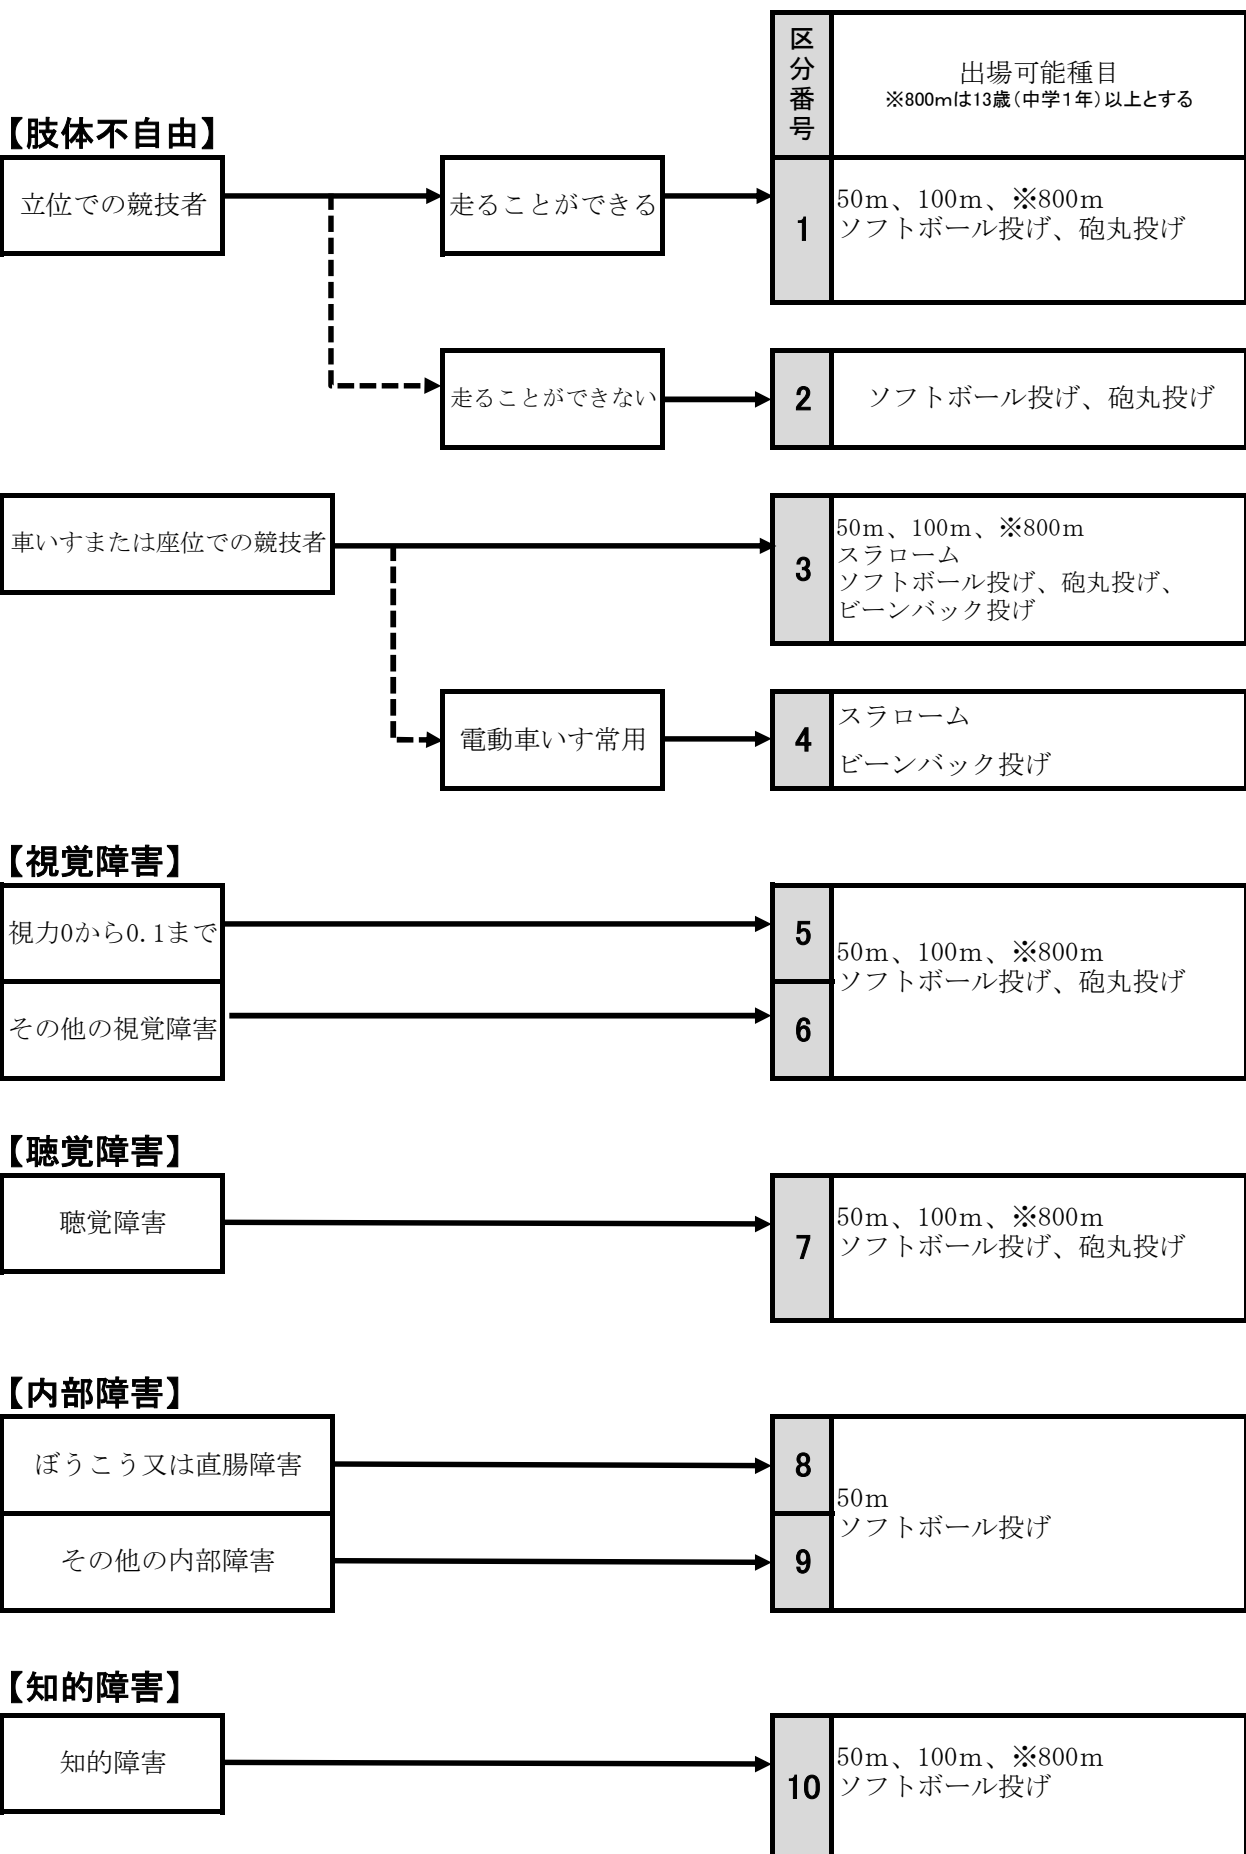 区分番号
出場可能種目
※800mは13歳(中学1年)以上とする
【肢体不自由】
立位での競技者
走ることができる
1
50m、100m、※800m
ソフトボール投げ、砲丸投げ
走ることができない
2
ソフトボール投げ、砲丸投げ
車いすまたは座位での競技者
3
50m、100m、※800m
スラローム
ソフトボール投げ、砲丸投げ、
ビーンバック投げ
電動車いす常用
4
スラローム
ビーンバック投げ
【視覚障害】
視力0から0.1まで
5
その他の視覚障害
6
50m、100m、※800m
ソフトボール投げ、砲丸投げ
【聴覚障害】
聴覚障害
7
50m、100m、※800m
ソフトボール投げ、砲丸投げ
【内部障害】
ぼうこう又は直腸障害
8
その他の内部障害
9
50m
ソフトボール投げ
【知的障害】
知的障害
10
50m、100m、※800m
ソフトボール投げ